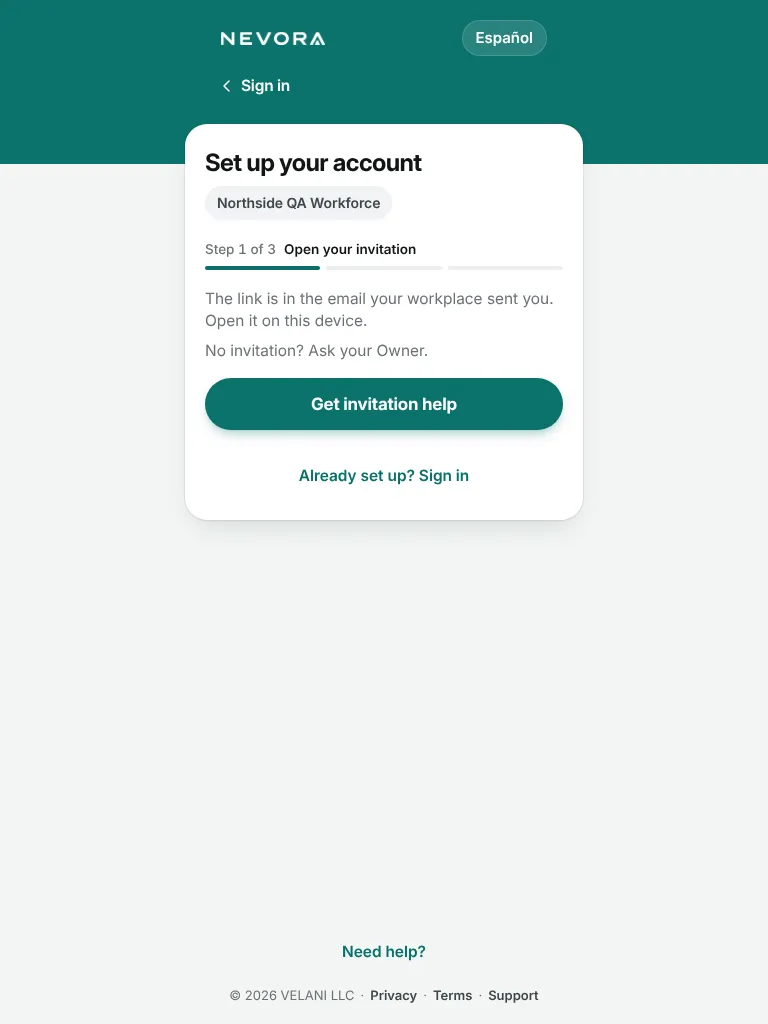 NEVORA
Español
Sign in
Set up your account
Northside QA Workforce
Step 1 of 3 Open your invitation
The link is in the email your workplace sent you.
Open it on this device.
No invitation? Ask your Owner.
Get invitation help
Already set up? Sign in
Need help?
© 2026 VELANI LLC · Privacy · Terms · Support